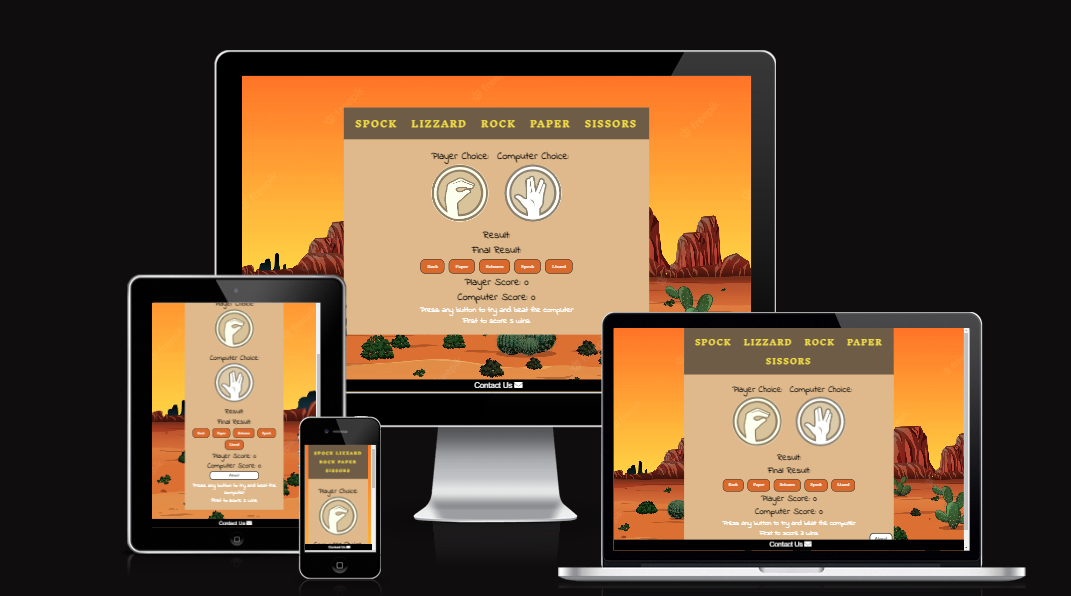 SPOCK LIZZARD ROCK PAPER SISSORS
Player Choice: Computer Choice:
Result:
Final Result:
Rock Paper Scissors Spock Lizard
Player Score: 0
Computer Score: 0
Press any button to try and beat the computer
First to score 5 wins
Contact Us
Player Choice:
Computer Choice:
Result:
Final Result:
Rock Paper Scissors Spock
Lizard
Player Score: 0
Computer Score: 0
About
Press any button to try and beat the
computer
First to score 5 wins
Contact Us
SPOCK LIZZARD
ROCK PAPER
SISSORS
Player Choice:
Contact Us
SPOCK LIZZARD ROCK PAPER
SISSORS
Player Choice: Computer Choice:
Result:
Final Result:
Rock Paper Scissors Spock Lizard
Player Score: 0
Computer Score: 0
Press any button to try and beat the computer
First to score 5 wins
About
Contact Us